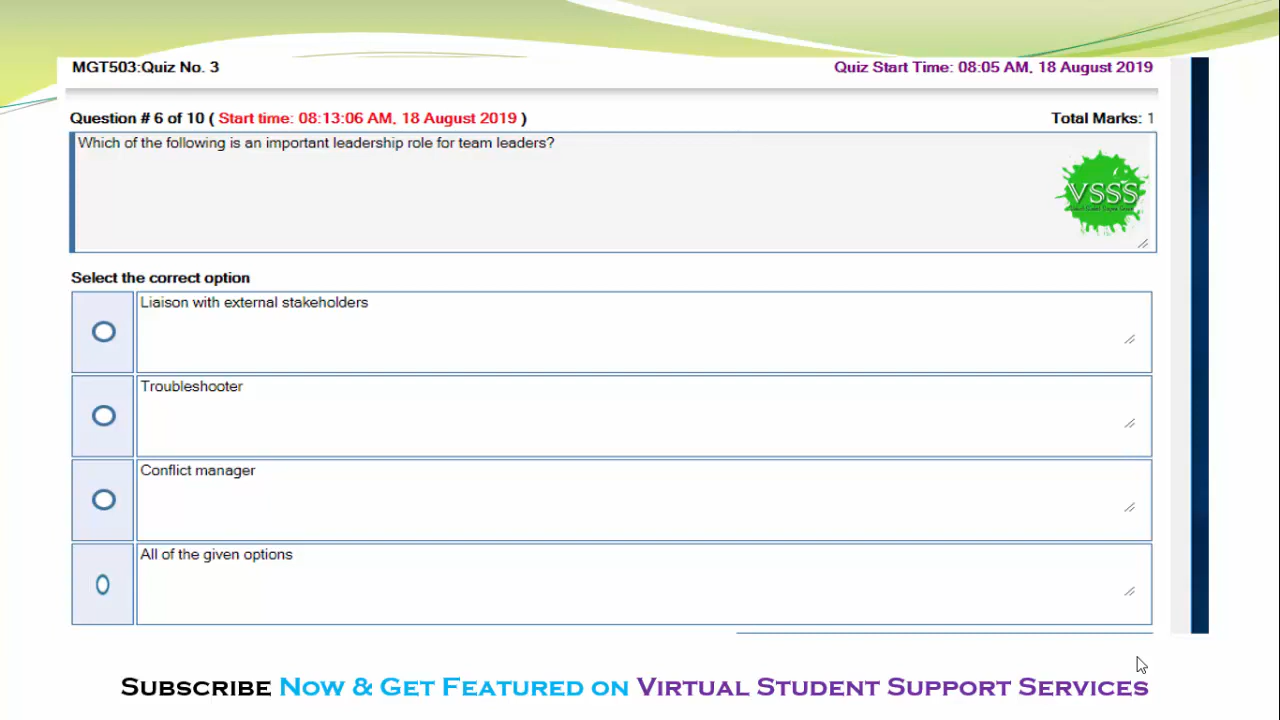 MGT503:Quiz No. 3
Quiz Start Time: 08:05 AM, 18 August 2019
Question # 6 of 10 ( Start time: 08:13:06 AM, 18 August 2019 )
Total Marks: 1
Which of the following is an important leadership role for team leaders?
VSSS
Select the correct option
Liaison with external stakeholders
Troubleshooter
Conflict manager
All of the given options
Subscribe Now & Get Featured on Virtual Student Support Services